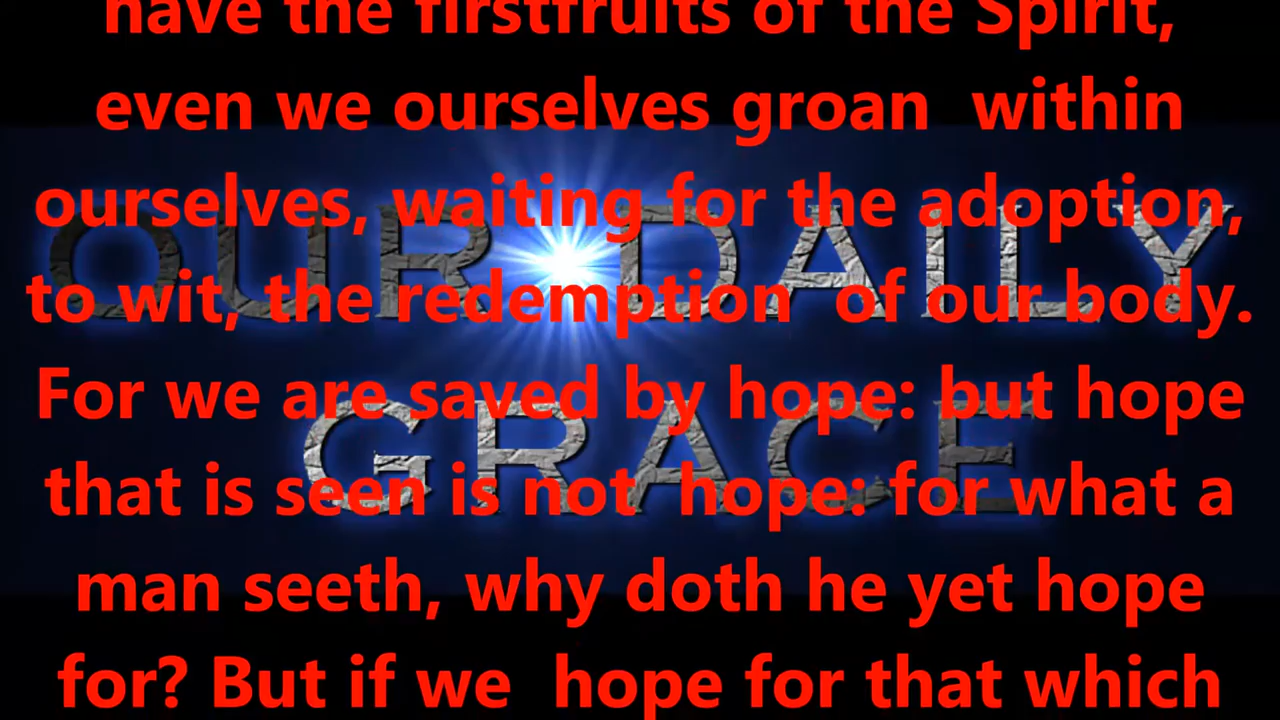 have the firstfruits of the Spirit,
even we ourselves groan  within
ourselves, waiting for the adoption,
to wit, the redemption  of our body.
For we are saved by hope: but hope
that is seen is not  hope: for what a
man seeth, why doth he yet hope
for? But if we  hope for that which
OUR DAILY
GRACE